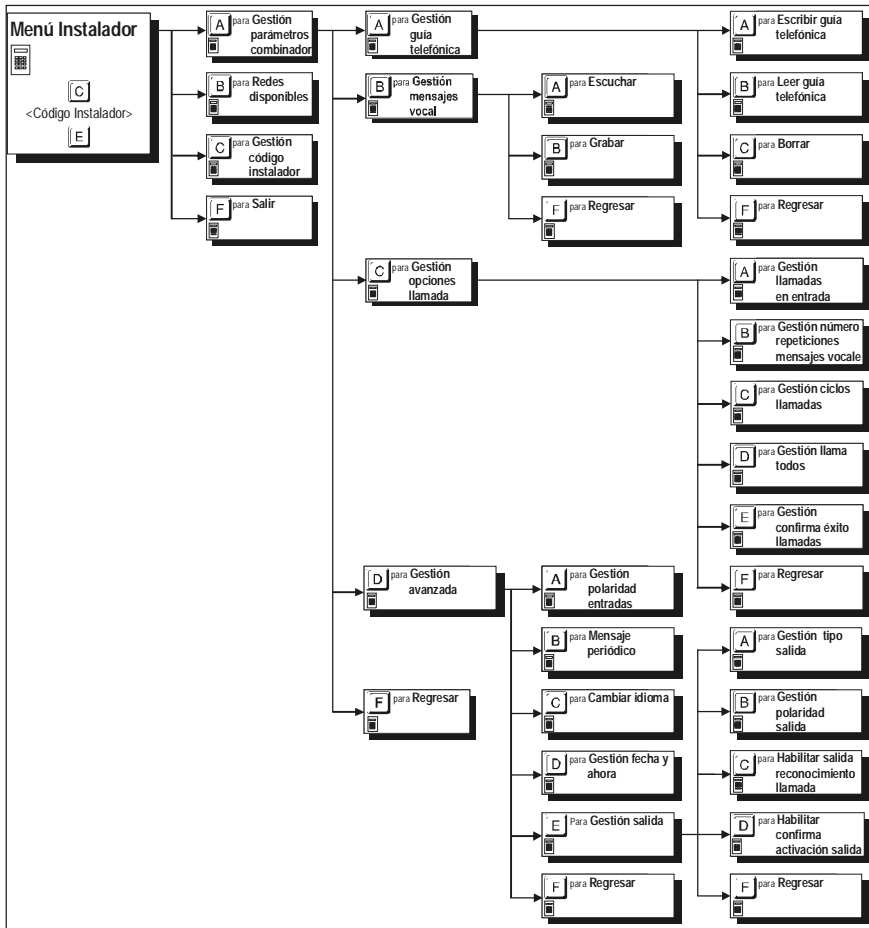 Menú Instalador
C
<Código Instalador>
E
A para Gestión
parámetros
combinador
B para Redes
disponibles
C para Gestión
código
instalador
F para Salir
A para Gestión
guía
telefónica
B para Gestión
mensajes
vocal
A para Escuchar
B para Grabar
F para Regresar
A para Escribir guía
telefónica
B para Leer guía
telefónica
C para Borrar
F para Regresar
C para Gestión
opciones
llamada
A para Gestión
llamadas
en entrada
B para Gestión número
repeticiones
mensajes vocale
C para Gestión ciclos
llamadas
D para Gestión llama
todos
E para Gestión
confirma éxito
llamadas
F para Regresar
D para Gestión
avanzada
A para Gestión
polaridad
entradas
B para Mensaje
periódico
C para Cambiar idioma
D para Gestión fecha y
ahora
E Para Gestión salida
F para Regresar
A para Gestión tipo
salida
B para Gestión
polaridad
salida
C para Habilitar salida
reconocimiento
llamada
D para Habilitar
confirma
activación salida
F para Regresar
F para Regresar